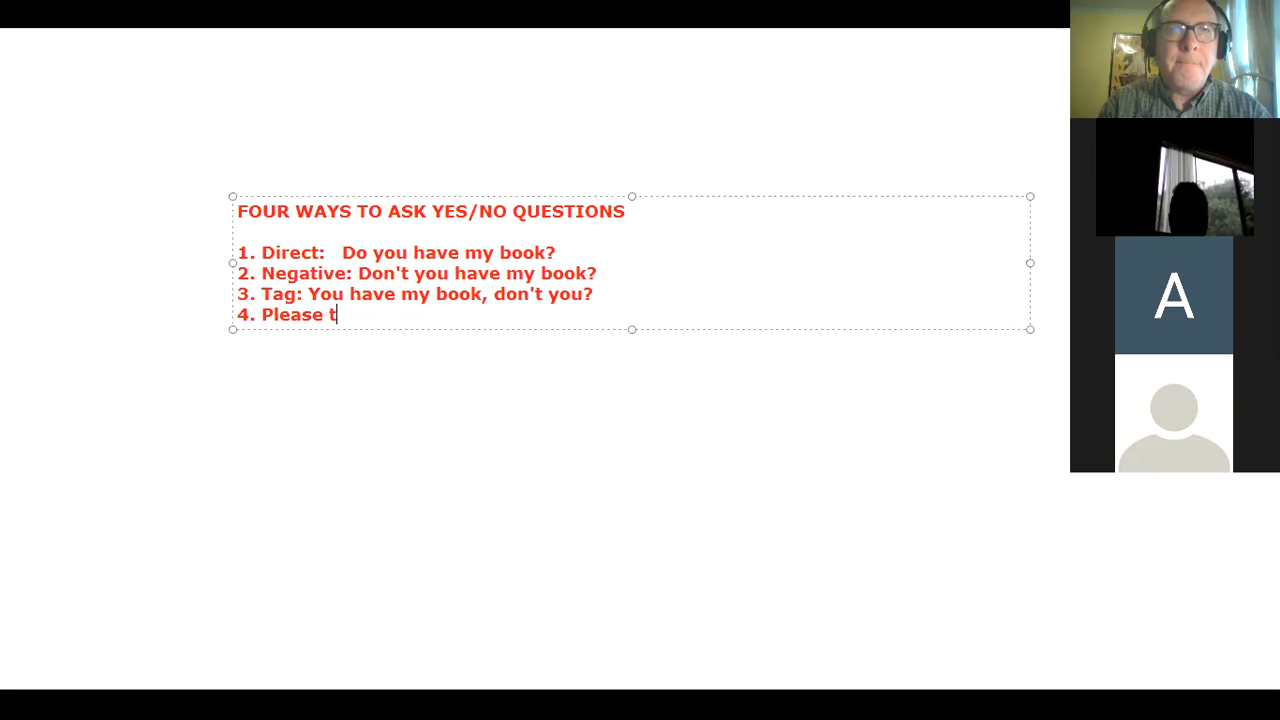 FOUR WAYS TO ASK YES/NO QUESTIONS
1. Direct: Do you have my book?
2. Negative: Don't you have my book?
3. Tag: You have my book, don't you?
4. Please t
A